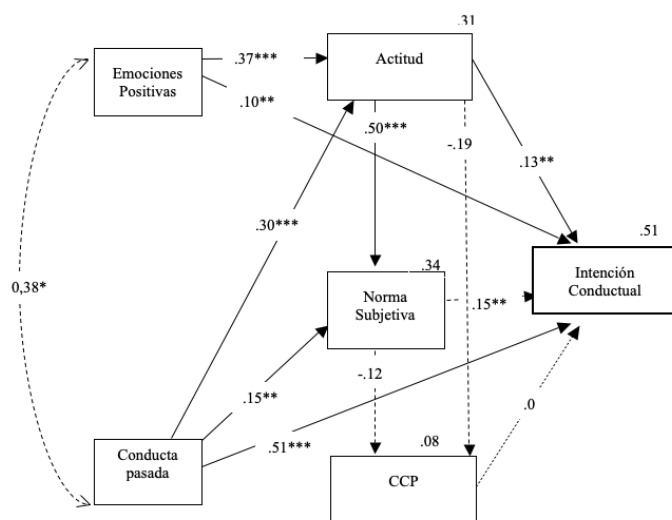 .31
.37***
Actitud
Emociones
Positivas
.10**
.50***
-.19
.13**
.30***
.51
.34
Intención
Conductual
0,38*
Norma
Subjetiva
.15**
-.12
.15**
.0
.51***
.08
Conducta
pasada
CCP